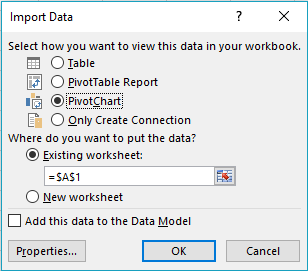 Import Data
Select how you want to view this data in your workbook.
Table
PivotTable Report
PivotChart
Only Create Connection
Where do you want to put the data?
Existing worksheet:
=$A$1
New worksheet
Add this data to the Data Model
Properties... OK Cancel